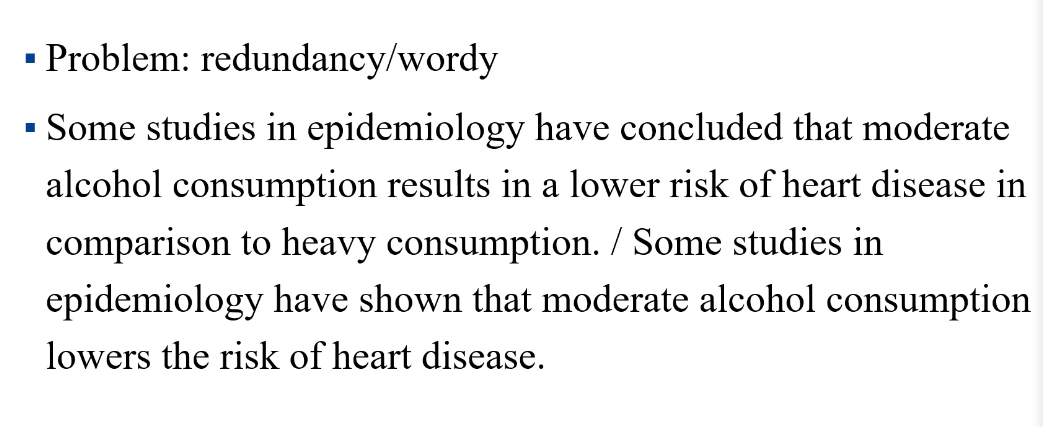 ▪ Problem: redundancy/wordy
▪ Some studies in epidemiology have concluded that moderate
alcohol consumption results in a lower risk of heart disease in
comparison to heavy consumption. / Some studies in
epidemiology have shown that moderate alcohol consumption
lowers the risk of heart disease.